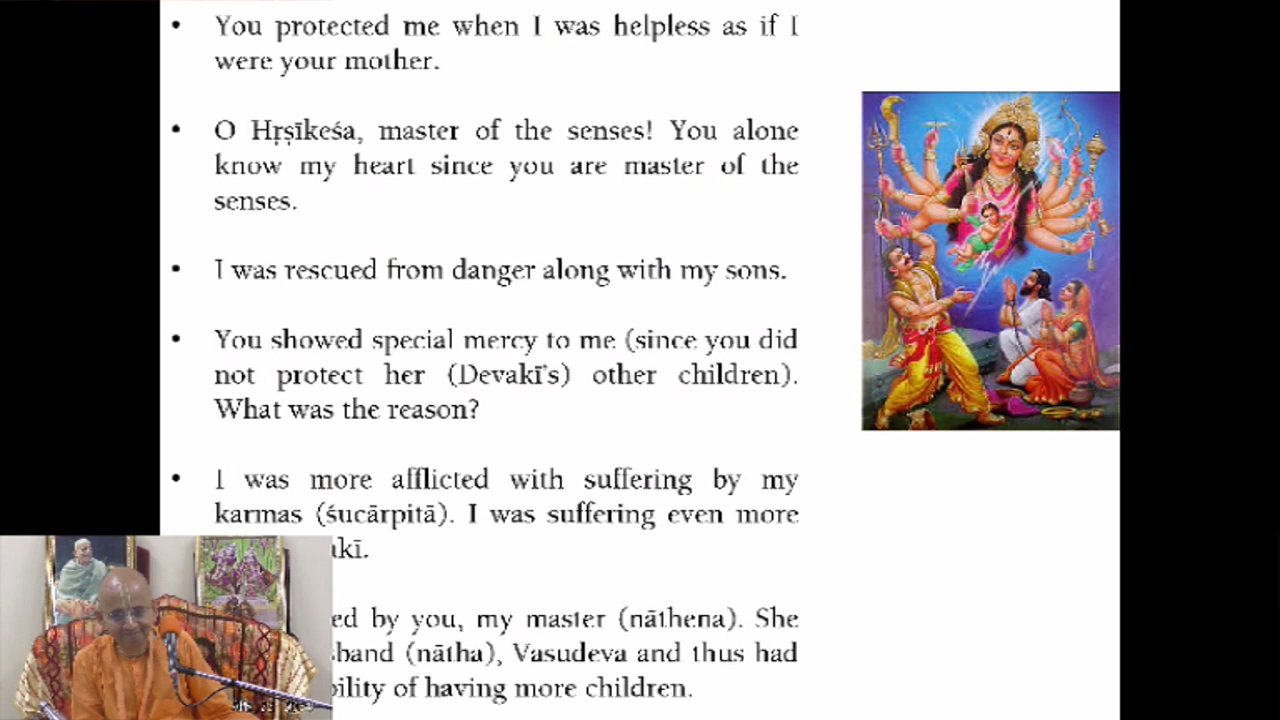 • You protected me when I was helpless as if I
were your mother.
• O Hṛṣīkeśa, master of the senses! You alone
know my heart since you are master of the
senses.
• I was rescued from danger along with my sons.
• You showed special mercy to me (since you did
not protect her (Devakī's) other children).
What was the reason?
• I was more afflicted with suffering by my
karmas (śucārpitā). I was suffering even more
kī.
ed by you, my master (nāthena). She
band (nātha), Vasudeva and thus had
bility of having more children.